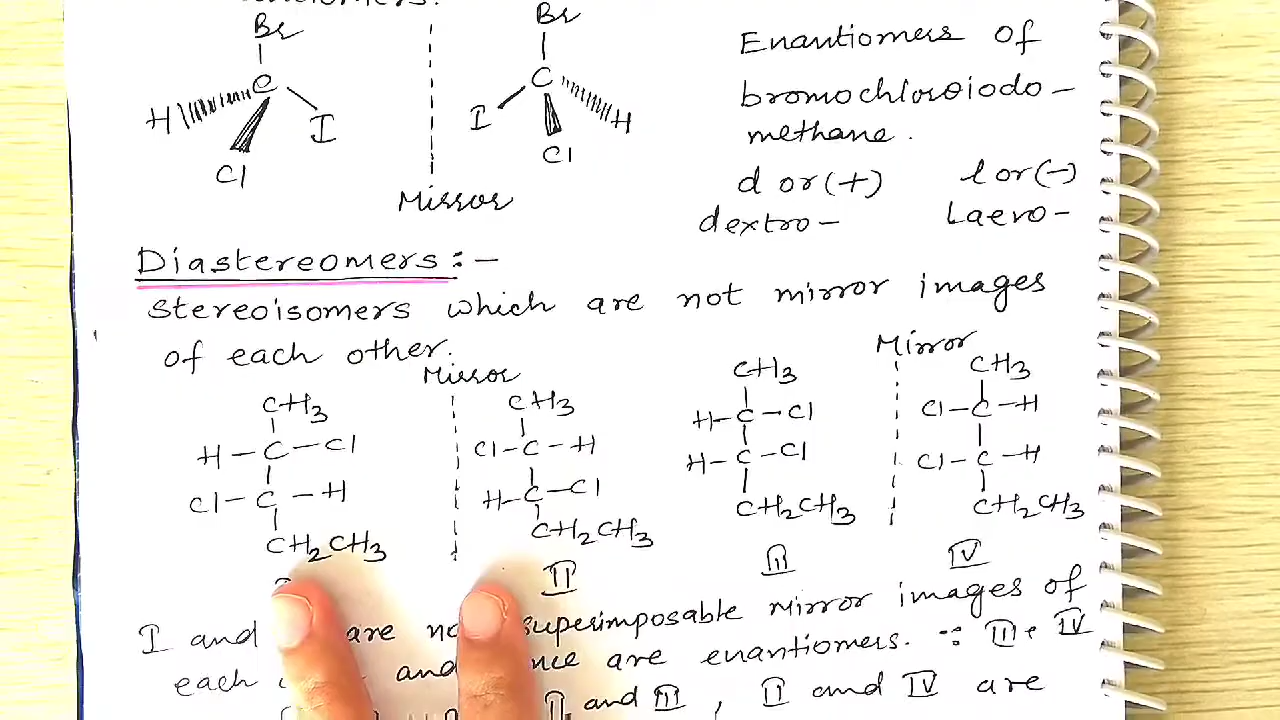 Br
Br
Enantiomers of
C
C
H
I
I
H
bromochloroiodo-
Cl
Cl
methane.
Mirror
d or (+) l or (-)
dextro- Laevo-
Diastereomers:-
stereoisomers which are not mirror images
of each other.
Mirror
CH3
H-C-Cl
Cl-C-H
CH2CH3
CH3
Cl-C-H
H-C-Cl
CH2CH3
II
Mirror
CH3
H-C-Cl
H-C-Cl
CH2CH3
III
CH3
Cl-C-H
Cl-C-H
CH2CH3
IV
I and are superimposable mirror images of
each and are enantiomers. IV
II and III, II and IV are